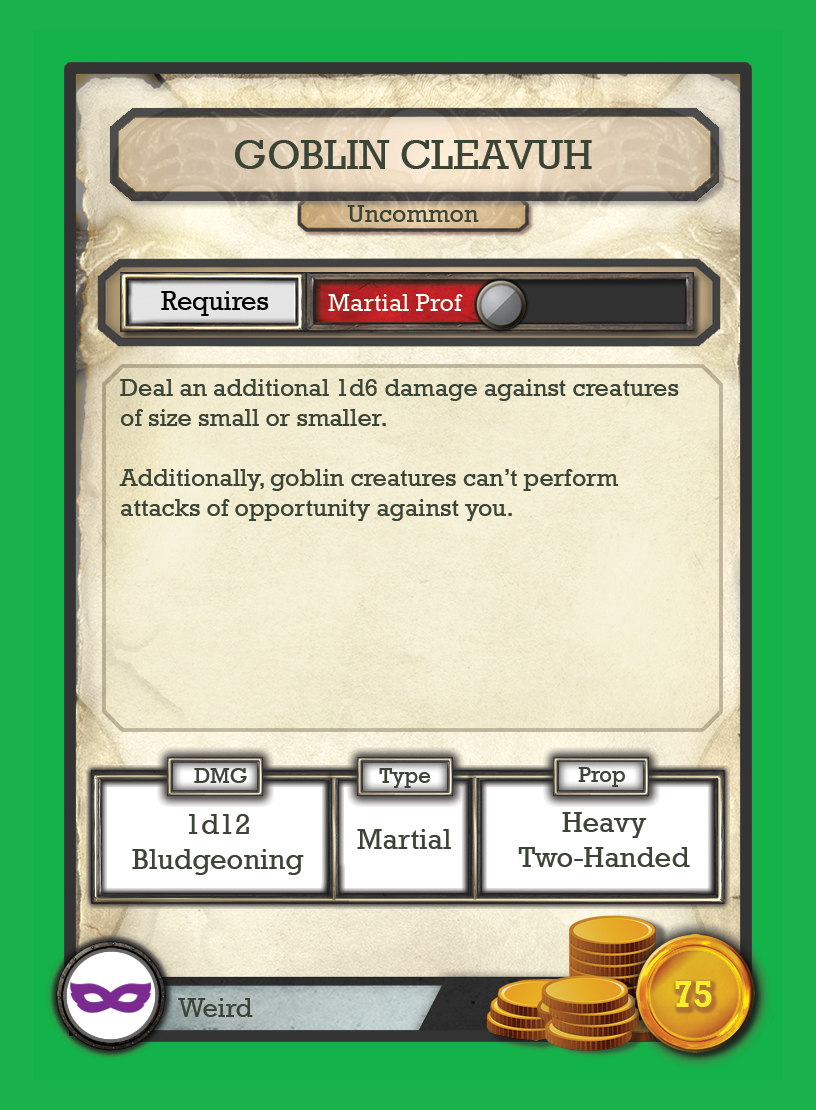 GOBLIN CLEAVUH
Uncommon
Requires
Martial Prof
Deal an additional 1d6 damage against creatures
of size small or smaller.
Additionally, goblin creatures can't perform
attacks of opportunity against you.
DMG
1d12
Bludgeoning
Type
Martial
Prop
Heavy
Two-Handed
Weird
75